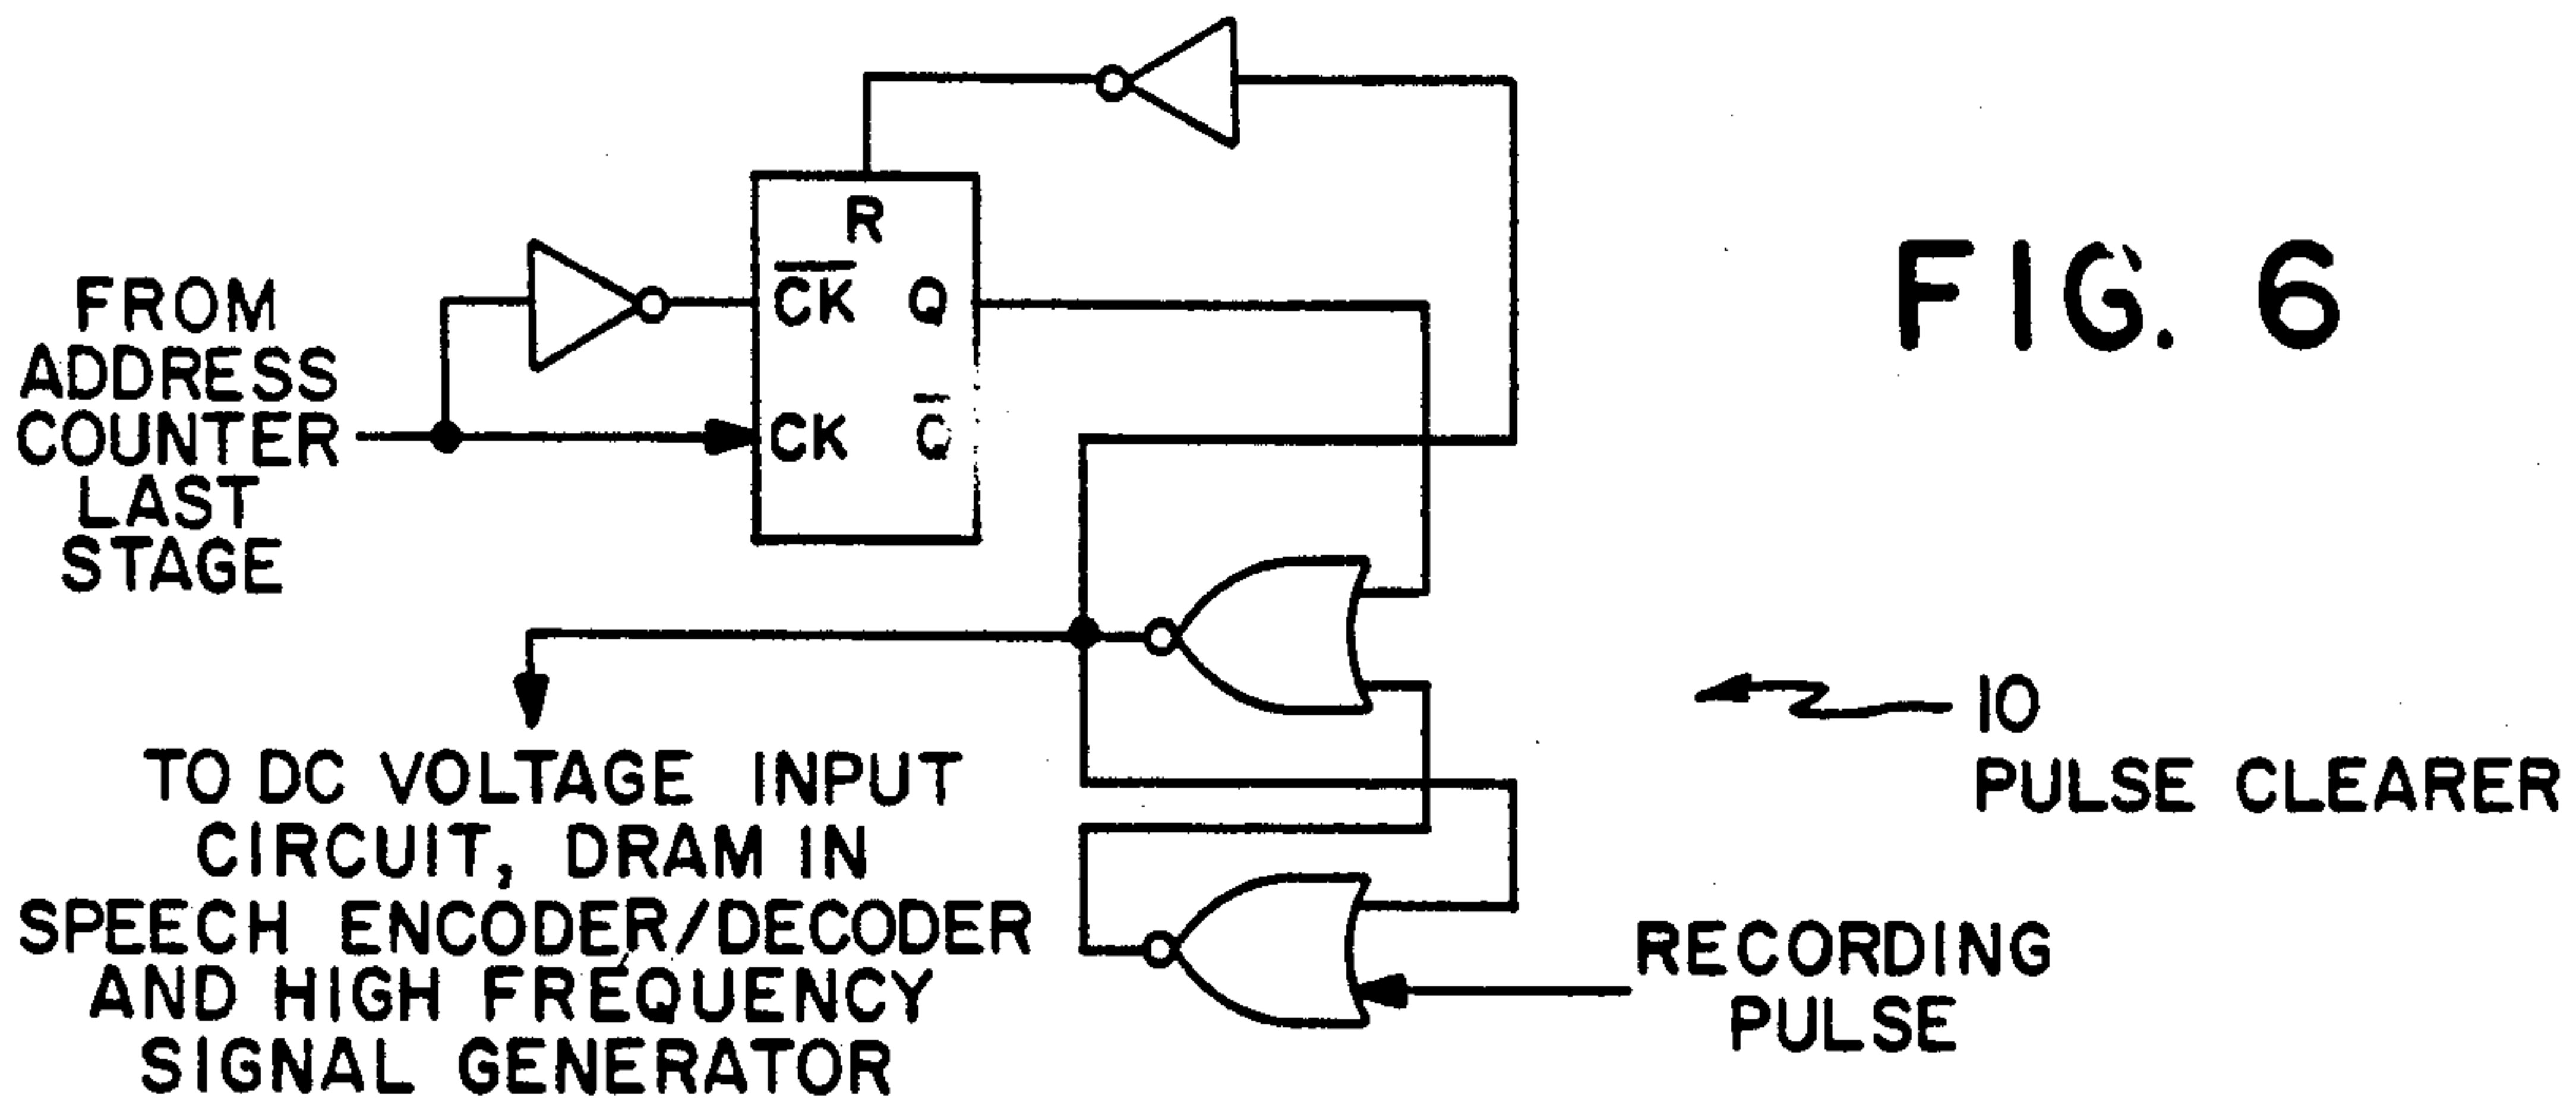 FIG. 6
FROM
ADDRESS
COUNTER
LAST
STAGE
R
C̅K̅ Q
CK Q̅
TO DC VOLTAGE INPUT
CIRCUIT, DRAM IN
SPEECH ENCODER/DECODER
AND HIGH FREQUENCY
SIGNAL GENERATOR
10
PULSE CLEARER
RECORDING
PULSE